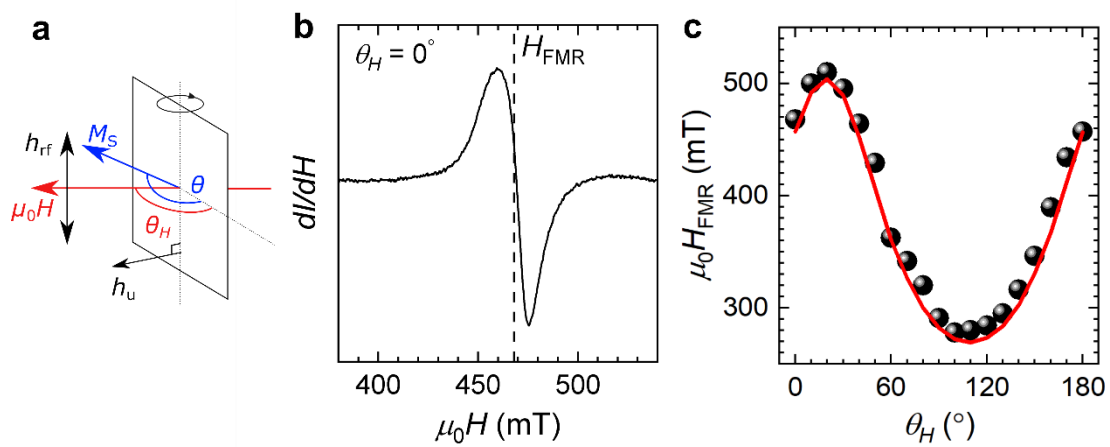 a
h_rf
M_S
θ
μ₀H
θ_H
h_u
b
θ_H = 0°
H_FMR
dI/dH
400
450
500
μ₀H (mT)
c
500
400
300
μ₀H_FMR (mT)
0
60
120
180
θ_H (°)